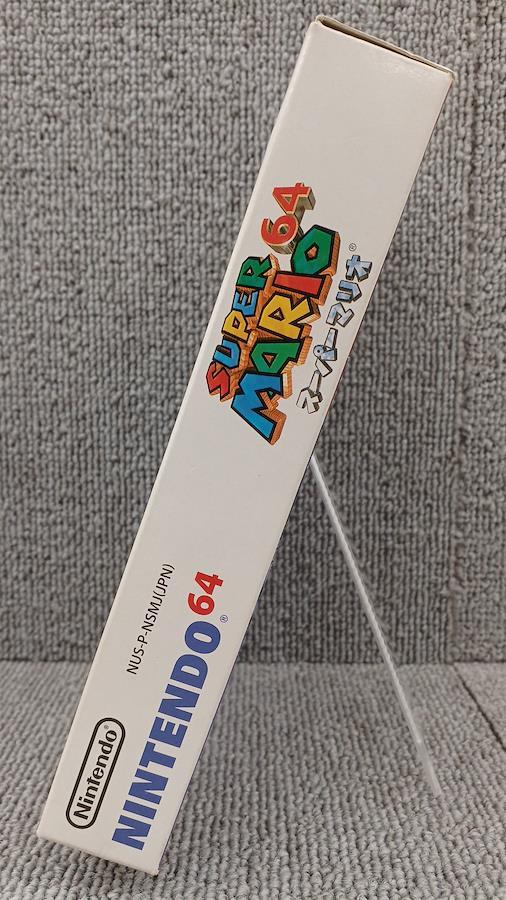 Nintendo®
NUS-P-NSMJ(JPN)
NINTENDO®64
SUPER
MARIO 64
スーパーマリオ®